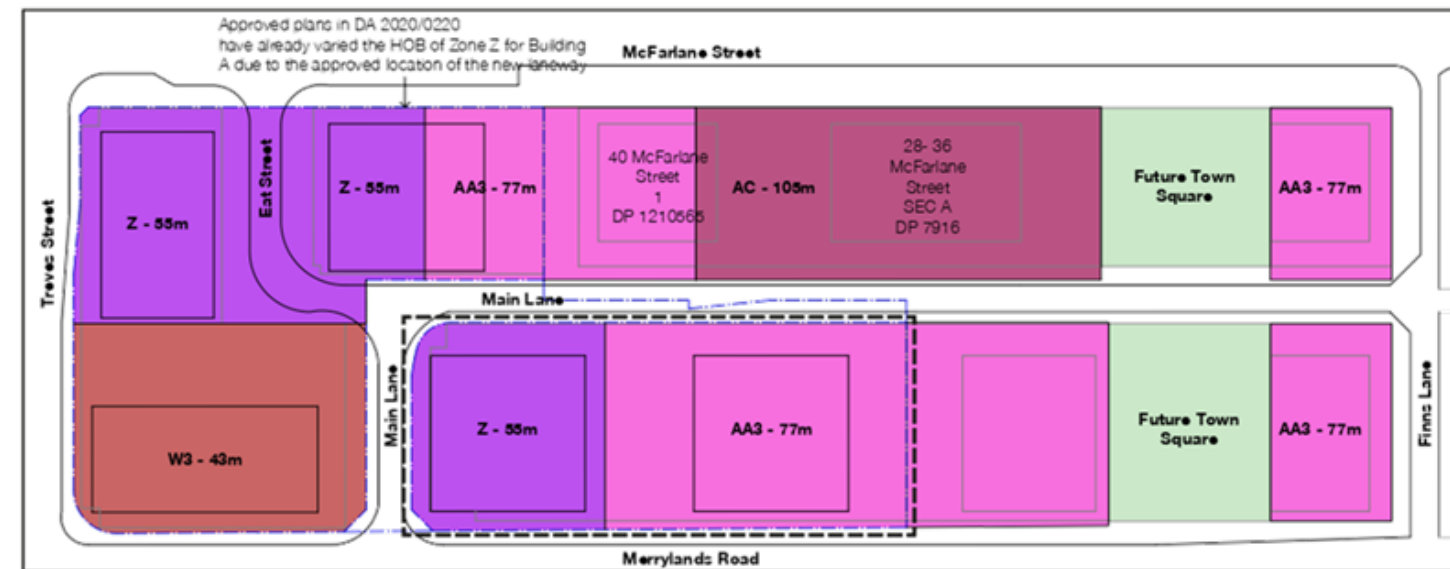 Approved plans in DA 2020/0220
have already varied the HOB of Zone Z for Building
A due to the approved location of the new laneway
McFarlane Street
Treves Street
Eat Street
Z - 55m
Z - 55m
AA3 - 77m
40 McFarlane
Street
1
DP 1210565
AC - 105m
28- 36
McFarlane
Street
SEC A
DP 7916
Future Town
Square
AA3 - 77m
Main Lane
W3 - 43m
Main Lane
Z - 55m
AA3 - 77m
Future Town
Square
AA3 - 77m
Finns Lane
Merrylands Road